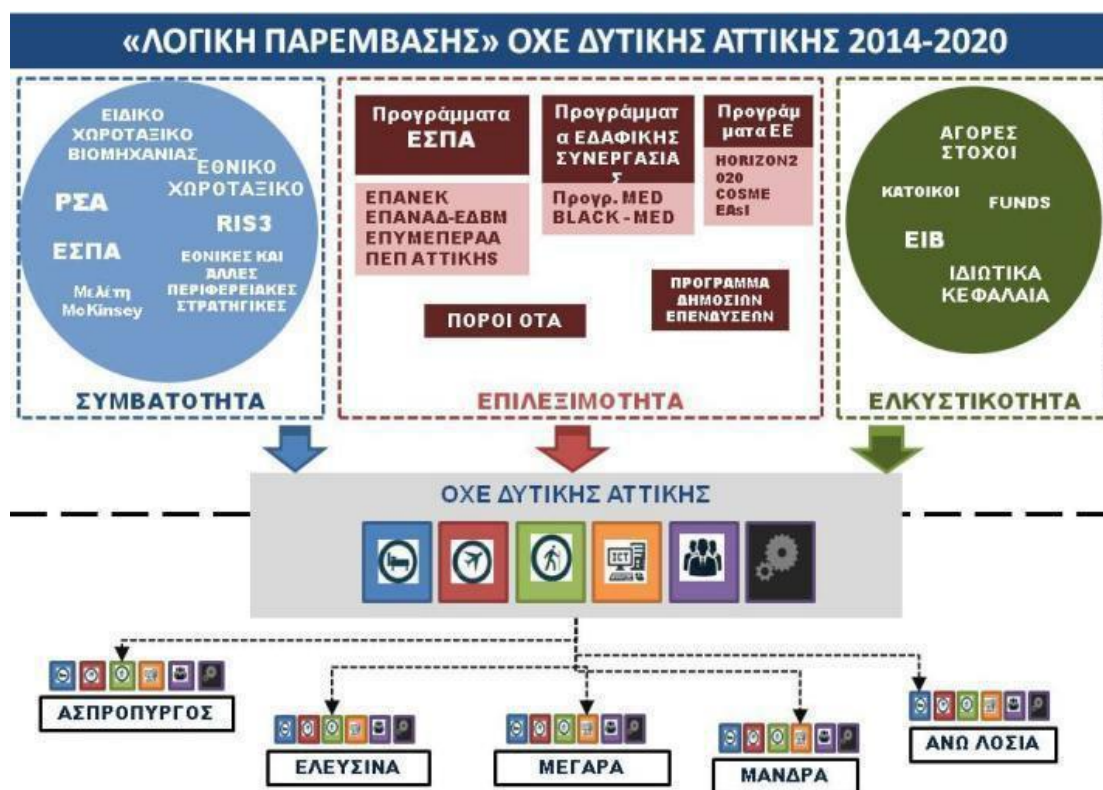 «ΛΟΓΙΚΗ ΠΑΡΕΜΒΑΣΗΣ» ΟΧΕ ΔΥΤΙΚΗΣ ΑΤΤΙΚΗΣ 2014-2020
ΕΙΔΙΚΟ
ΧΩΡΟΤΑΞΙΚΟ
ΒΙΟΜΗΧΑΝΙΑΣ
ΕΘΝΙΚΟ
ΧΩΡΟΤΑΞΙΚΟ
ΡΣΑ
RIS3
ΕΣΠΑ
ΕΘΝΙΚΕΣ ΚΑΙ
ΆΛΛΕΣ
ΠΕΡΙΦΕΡΕΙΑΚΕΣ
ΣΤΡΑΤΗΓΙΚΕΣ
Μελέτη
McKinsey
ΣΥΜΒΑΤΟΤΗΤΑ
Προγράμματα
ΕΣΠΑ
ΕΠΑΝΕΚ
ΕΠΑΝΑΔ-ΕΔΒΜ
ΕΠΥΜΕΠΕΡΑΑ
ΠΕΠ ΑΤΤΙΚΗS
Προγράμματ
α ΕΔΑΦΙΚΗΣ
ΣΥΝΕΡΓΑΣΙΑ
Σ
Προγρ. MED
BLACK - MED
Προγράμ
ματα ΕΕ
HORIZON2
020
COSME
EAsI
ΠΟΡΟΙ ΟΤΑ
ΠΡΟΓΡΑΜΜΑ
ΔΗΜΟΣΙΩΝ
ΕΠΕΝΔΥΣΕΩΝ
ΕΠΙΛΕΞΙΜΟΤΗΤΑ
ΑΓΟΡΕΣ
ΣΤΟΧΟΙ
ΚΑΤΟΙΚΟΙ
FUNDS
EIB
ΙΔΙΩΤΙΚΑ
ΚΕΦΑΛΑΙΑ
ΕΛΚΥΣΤΙΚΟΤΗΤΑ
ΟΧΕ ΔΥΤΙΚΗΣ ΑΤΤΙΚΗΣ
ICT
ΑΣΠΡΟΠΥΡΓΟΣ
ΕΛΕΥΣΙΝΑ
ΜΕΓΑΡΑ
ΜΑΝΔΡΑ
ΑΝΩ ΛΟΣΙΑ